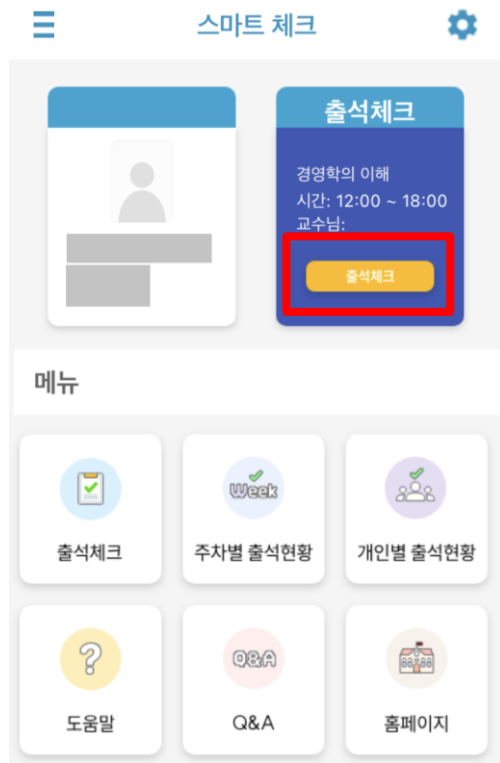 스마트 체크
출석체크
경영학의 이해
시간: 12:00 ~ 18:00
교수님:
출석체크
메뉴
Week
출석체크
주차별 출석현황
개인별 출석현황
Q&A
도움말
Q&A
홈페이지